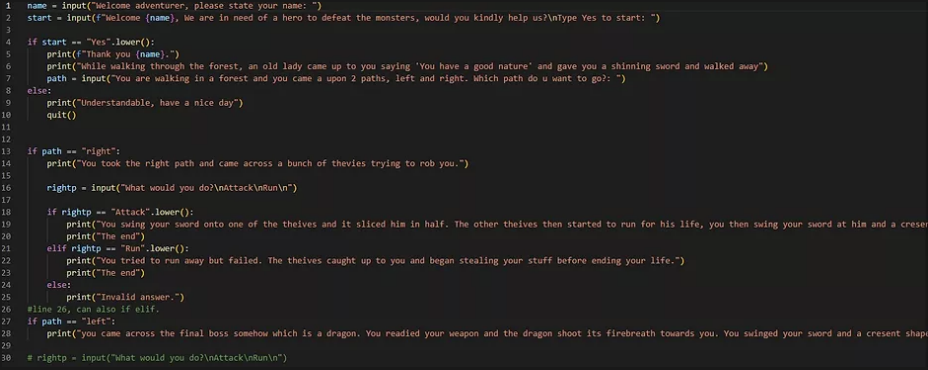 1 name = input("Welcome adventurer, please state your name: ")
2 start = input(f"Welcome {name}, We are in need of a hero to defeat the monsters, would you kindly help us?\nType Yes to start: ")
3
4 if start == "Yes".lower():
5 print(f"Thank you {name}.")
6 print("While walking through the forest, an old lady came up to you saying 'You have a good nature' and gave you a shinning sword and walked away")
7 path = input("You are walking in a forest and you came a upon 2 paths, left and right. Which path do u want to go?: ")
8 else:
9 print("Understandable, have a nice day")
10 quit()
11
12
13 if path == "right":
14 print("You took the right path and came across a bunch of thevies trying to rob you.")
15
16 rightp = input("What would you do?\nAttack\nRun\n")
17
18 if rightp == "Attack".lower():
19 print("You swing your sword onto one of the theives and it sliced him in half. The other theives then started to run for his life, you then swing your sword at him and a cresen
20 print("The end")
21 elif rightp == "Run".lower():
22 print("You tried to run away but failed. The theives caught up to you and began stealing your stuff before ending your life.")
23 print("The end")
24 else:
25 print("Invalid answer.")
26 #line 26, can also if elif.
27 if path == "left":
28 print("you came across the final boss somehow which is a dragon. You readied your weapon and the dragon shoot its firebreath towards you. You swinged your sword and a cresent shape
29
30 # rightp = input("What would you do?\nAttack\nRun\n")